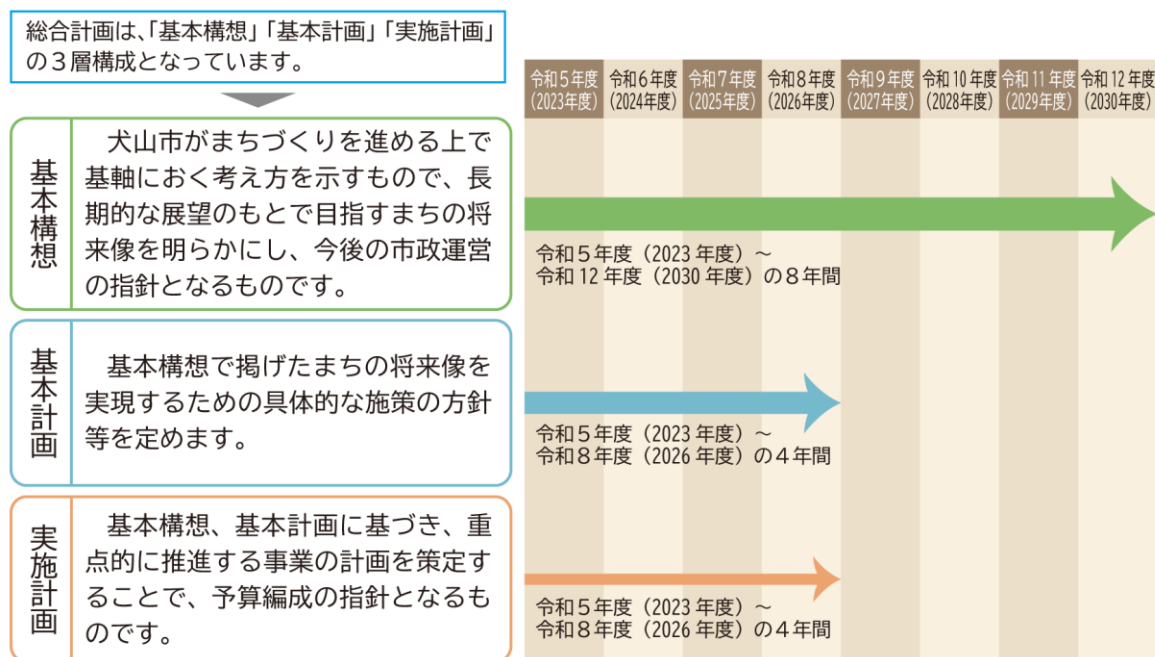 総合計画は、「基本構想」「基本計画」「実施計画」
の３層構成となっています。
令和５年度 令和６年度 令和７年度 令和８年度 令和９年度 令和10年度 令和11年度 令和12年度
(2023年度) (2024年度) (2025年度) (2026年度) (2027年度) (2028年度) (2029年度) (2030年度)
基本構想
犬山市がまちづくりを進める上で
基軸におく考え方を示すもので、長
期的な展望のもとで目指すまちの将
来像を明らかにし、今後の市政運営
の指針となるものです。
令和５年度（2023年度）～
令和12年度（2030年度）の８年間
基本計画
基本構想で掲げたまちの将来像を
実現するための具体的な施策の方針
等を定めます。
令和５年度（2023年度）～
令和８年度（2026年度）の４年間
実施計画
基本構想、基本計画に基づき、重
点的に推進する事業の計画を策定す
ることで、予算編成の指針となるも
のです。
令和５年度（2023年度）～
令和８年度（2026年度）の４年間